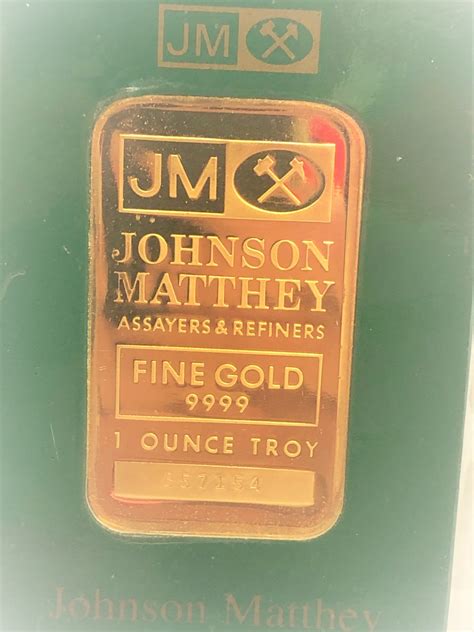 JM
JM
JOHNSON
MATTHEY
ASSAYERS & REFINERS
FINE GOLD
9999
1 OUNCE TROY
Johnson Matthey